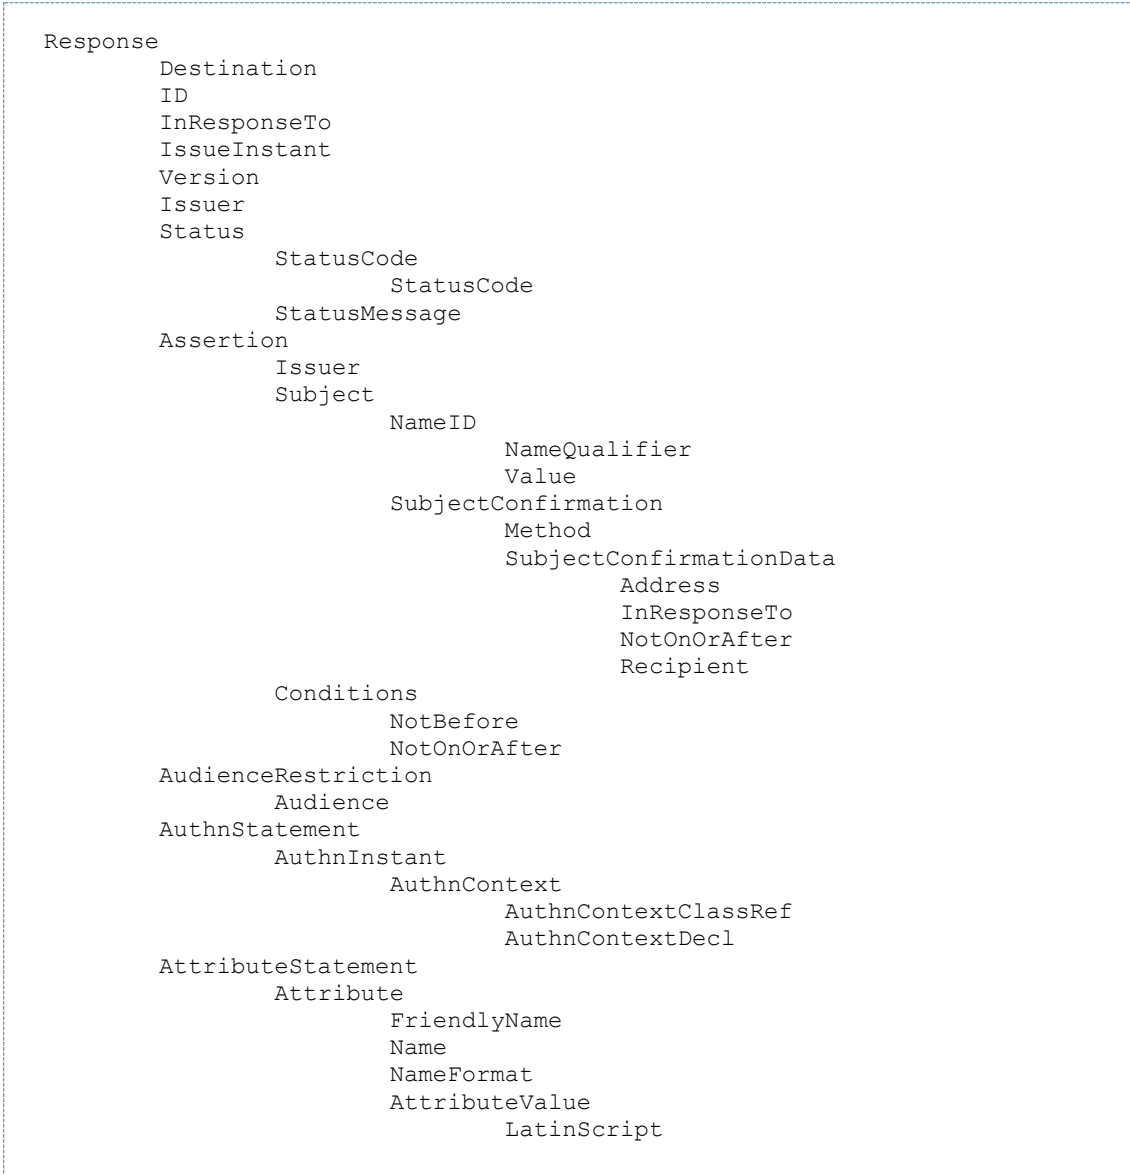 Response
Destination
ID
InResponseTo
IssueInstant
Version
Issuer
Status
StatusCode
StatusCode
StatusMessage
Assertion
Issuer
Subject
NameID
NameQualifier
Value
SubjectConfirmation
Method
SubjectConfirmationData
Address
InResponseTo
NotOnOrAfter
Recipient
Conditions
NotBefore
NotOnOrAfter
AudienceRestriction
Audience
AuthnStatement
AuthnInstant
AuthnContext
AuthnContextClassRef
AuthnContextDecl
AttributeStatement
Attribute
FriendlyName
Name
NameFormat
AttributeValue
LatinScript